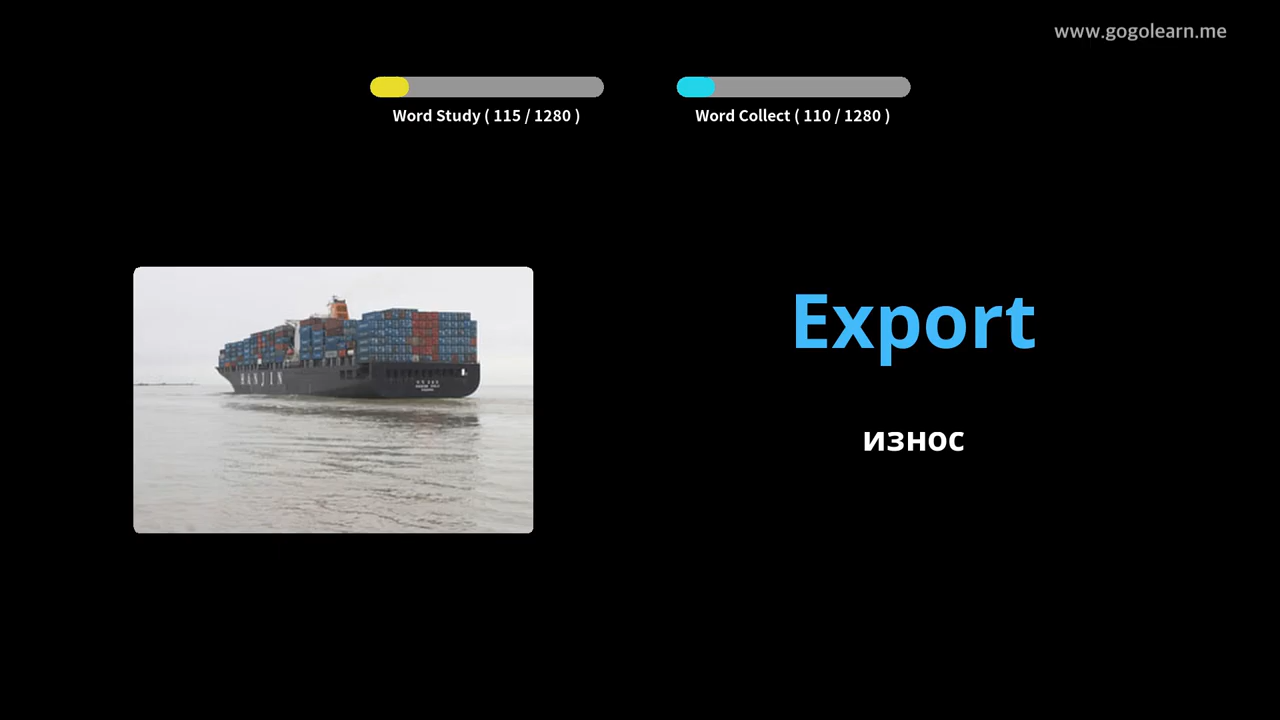 www.gogolearn.me
Word Study ( 115 / 1280 )
Word Collect ( 110 / 1280 )
HANJIN
Export
износ